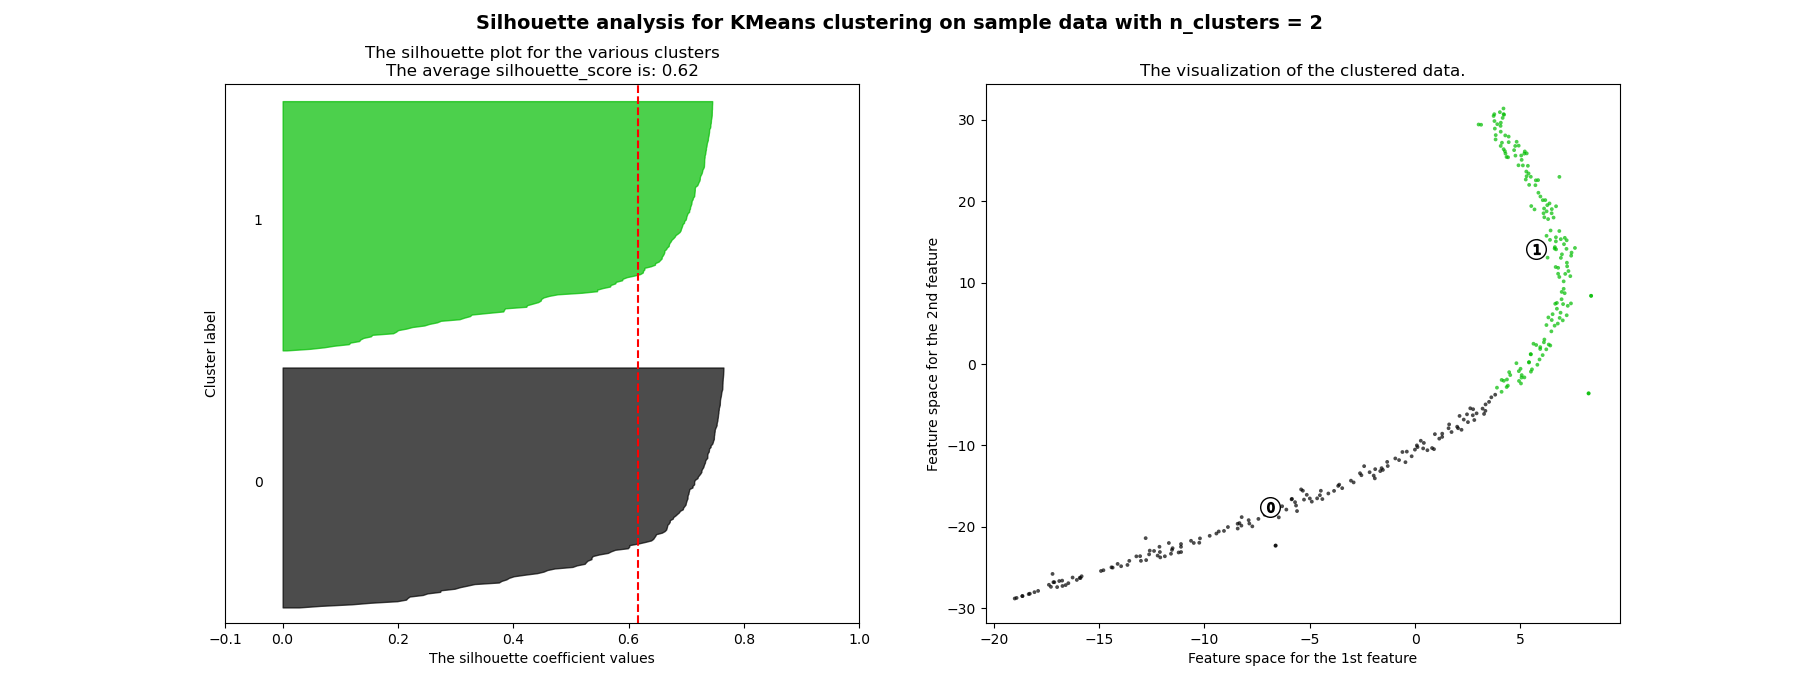 Silhouette analysis for KMeans clustering on sample data with n_clusters = 2
The silhouette plot for the various clusters
The average silhouette_score is: 0.62
Cluster label
1
0
−0.1 0.0 0.2 0.4 0.6 0.8 1.0
The silhouette coefficient values
The visualization of the clustered data.
Feature space for the 2nd feature
30
20
10
0
−10
−20
−30
1
0
−20 −15 −10 −5 0 5
Feature space for the 1st feature